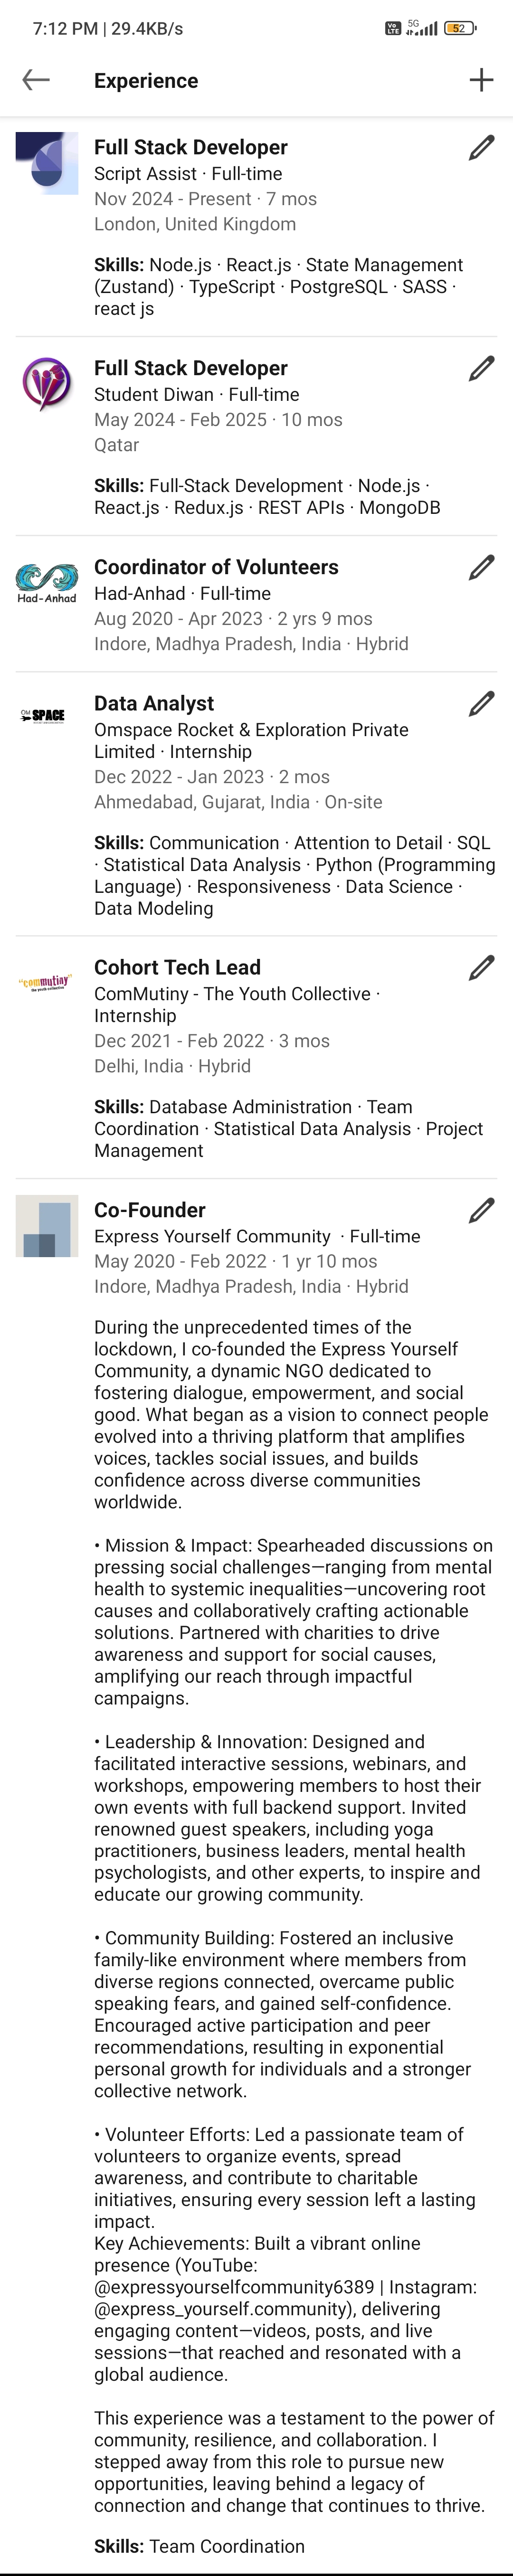 7:12 PM | 29.4KB/s
Vo LTE 5G 52
Experience
Full Stack Developer
Script Assist · Full-time
Nov 2024 - Present · 7 mos
London, United Kingdom
Skills: Node.js · React.js · State Management
(Zustand) · TypeScript · PostgreSQL · SASS ·
react js
Full Stack Developer
Student Diwan · Full-time
May 2024 - Feb 2025 · 10 mos
Qatar
Skills: Full-Stack Development · Node.js ·
React.js · Redux.js · REST APIs · MongoDB
Had-Anhad
Coordinator of Volunteers
Had-Anhad · Full-time
Aug 2020 - Apr 2023 · 2 yrs 9 mos
Indore, Madhya Pradesh, India · Hybrid
OM SPACE
Data Analyst
Omspace Rocket & Exploration Private
Limited · Internship
Dec 2022 - Jan 2023 · 2 mos
Ahmedabad, Gujarat, India · On-site
Skills: Communication · Attention to Detail · SQL
· Statistical Data Analysis · Python (Programming
Language) · Responsiveness · Data Science ·
Data Modeling
"commutiny"
the youth collective
Cohort Tech Lead
ComMutiny - The Youth Collective ·
Internship
Dec 2021 - Feb 2022 · 3 mos
Delhi, India · Hybrid
Skills: Database Administration · Team
Coordination · Statistical Data Analysis · Project
Management
Co-Founder
Express Yourself Community · Full-time
May 2020 - Feb 2022 · 1 yr 10 mos
Indore, Madhya Pradesh, India · Hybrid
During the unprecedented times of the
lockdown, I co-founded the Express Yourself
Community, a dynamic NGO dedicated to
fostering dialogue, empowerment, and social
good. What began as a vision to connect people
evolved into a thriving platform that amplifies
voices, tackles social issues, and builds
confidence across diverse communities
worldwide.
• Mission & Impact: Spearheaded discussions on
pressing social challenges—ranging from mental
health to systemic inequalities—uncovering root
causes and collaboratively crafting actionable
solutions. Partnered with charities to drive
awareness and support for social causes,
amplifying our reach through impactful
campaigns.
• Leadership & Innovation: Designed and
facilitated interactive sessions, webinars, and
workshops, empowering members to host their
own events with full backend support. Invited
renowned guest speakers, including yoga
practitioners, business leaders, mental health
psychologists, and other experts, to inspire and
educate our growing community.
• Community Building: Fostered an inclusive
family-like environment where members from
diverse regions connected, overcame public
speaking fears, and gained self-confidence.
Encouraged active participation and peer
recommendations, resulting in exponential
personal growth for individuals and a stronger
collective network.
• Volunteer Efforts: Led a passionate team of
volunteers to organize events, spread
awareness, and contribute to charitable
initiatives, ensuring every session left a lasting
impact.
Key Achievements: Built a vibrant online
presence (YouTube:
@expressyourselfcommunity6389 | Instagram:
@express_yourself.community), delivering
engaging content—videos, posts, and live
sessions—that reached and resonated with a
global audience.
This experience was a testament to the power of
community, resilience, and collaboration. I
stepped away from this role to pursue new
opportunities, leaving behind a legacy of
connection and change that continues to thrive.
Skills: Team Coordination